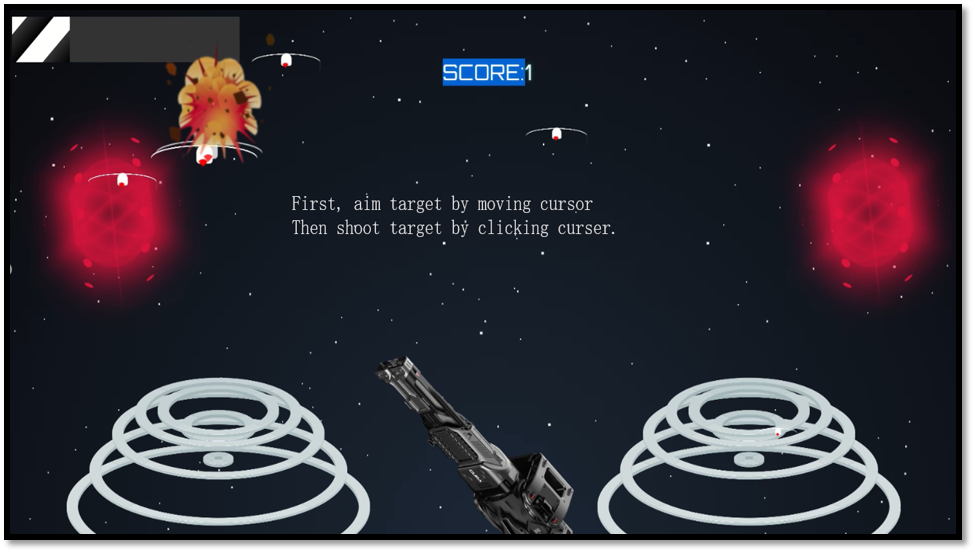 SCORE:1
First, aim target by moving cursor
Then shoot target by clicking curser.